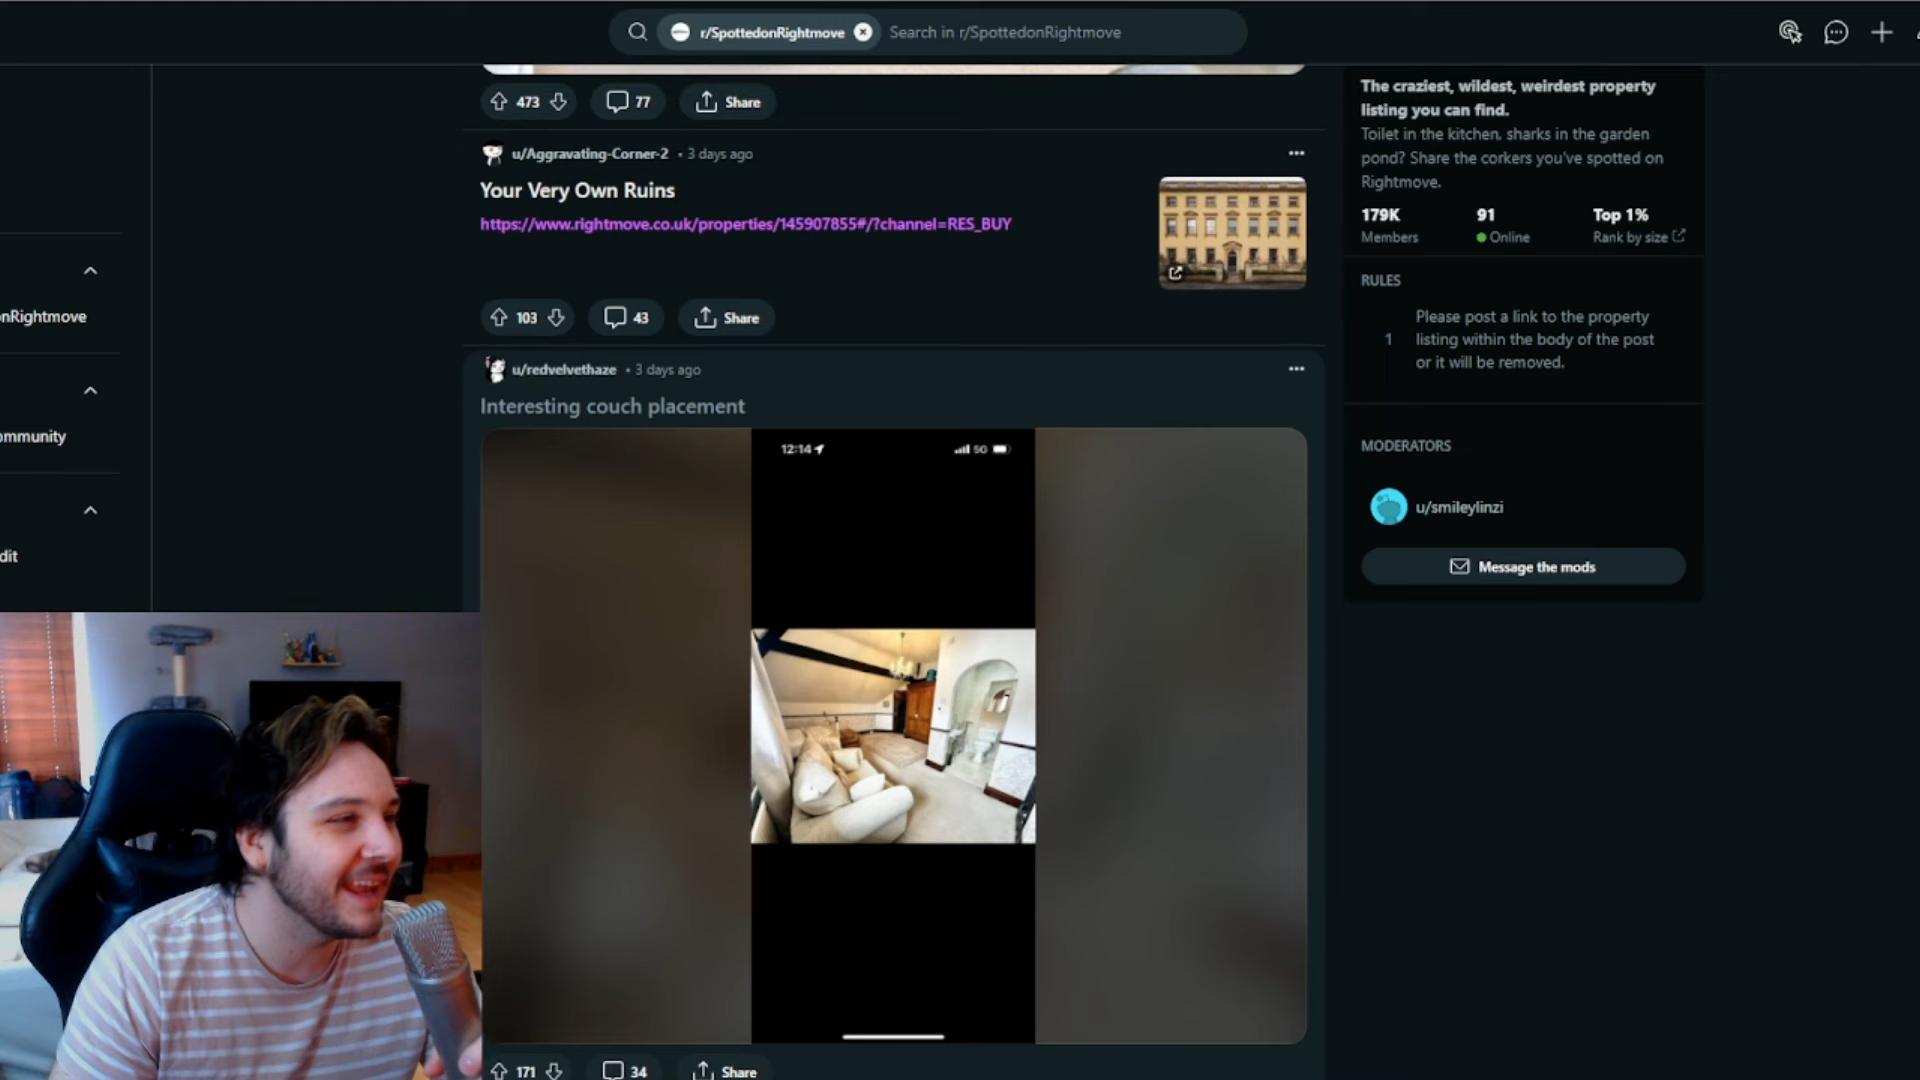 r/SpottedonRightmove
Search in r/SpottedonRightmove
473
77
Share
u/Aggravating-Corner-2 • 3 days ago
Your Very Own Ruins
https://www.rightmove.co.uk/properties/145907855#/?channel=RES_BUY
103
43
Share
u/redvelvethaze • 3 days ago
Interesting couch placement
12:14
5G
171
34
Share
nRightmove
ommunity
dit
The craziest, wildest, weirdest property
listing you can find.
Toilet in the kitchen, sharks in the garden
pond? Share the corkers you've spotted on
Rightmove.
179K
Members
91
Online
Top 1%
Rank by size
RULES
1
Please post a link to the property
listing within the body of the post
or it will be removed.
MODERATORS
u/smileylinzi
Message the mods